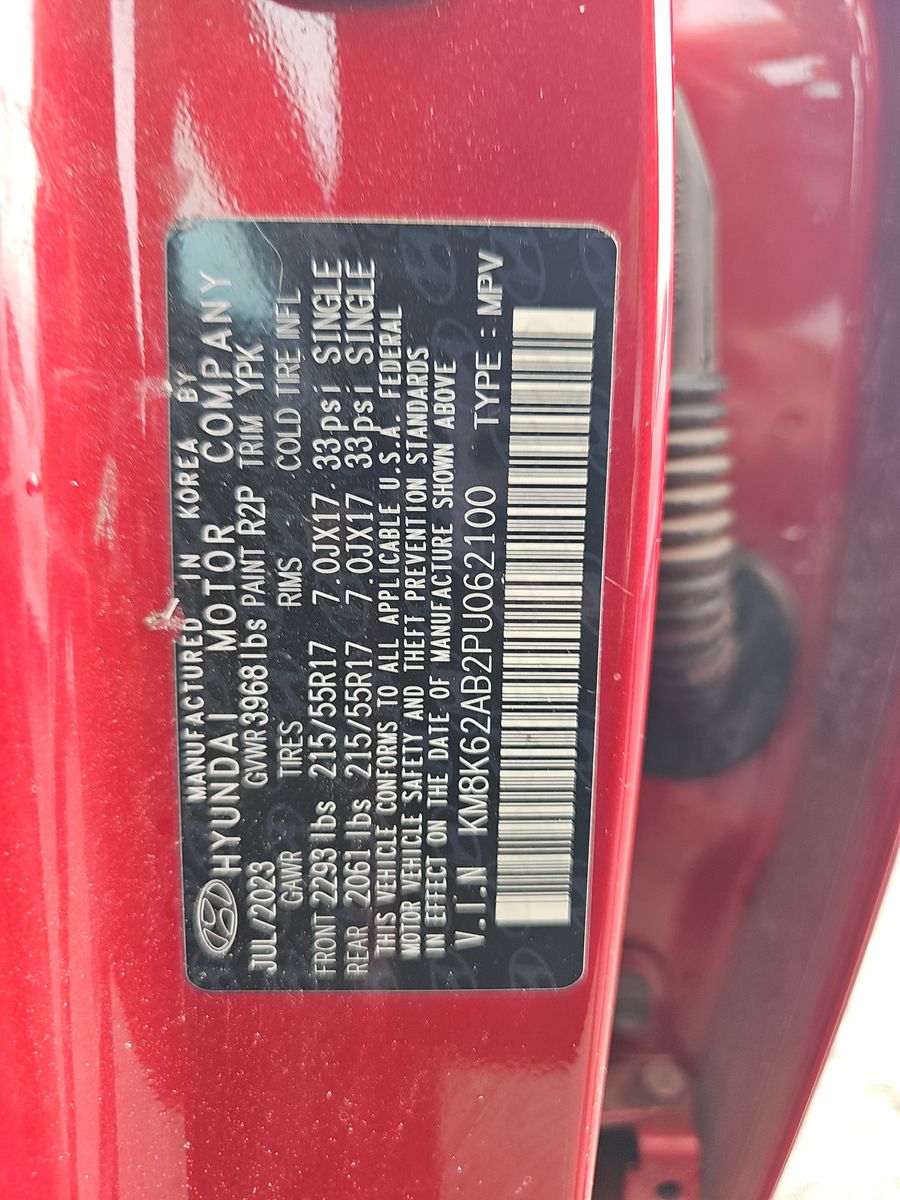 MANUFACTURED IN KOREA BY
HYUNDAI MOTOR COMPANY
JUL/2023 GVWR3968lbs PAINT R2P TRIM YPK
GAWR TIRES RMS COLD TIRE INFL
FRONT 2293lbs 215/55R17 7.0JX17 33psi SINGLE
REAR 2061lbs 215/55R17 7.0JX17 33psi SINGLE
THIS VEHICLE CONFORMS TO ALL APPLICABLE U.S.A. FEDERAL
MOTOR VEHICLE SAFETY AND THEFT PREVENTION STANDARDS
IN EFFECT ON THE DATE OF MANUFACTURE SHOWN ABOVE
V.I.N KM8K62AB2PU062100 TYPE : MPV